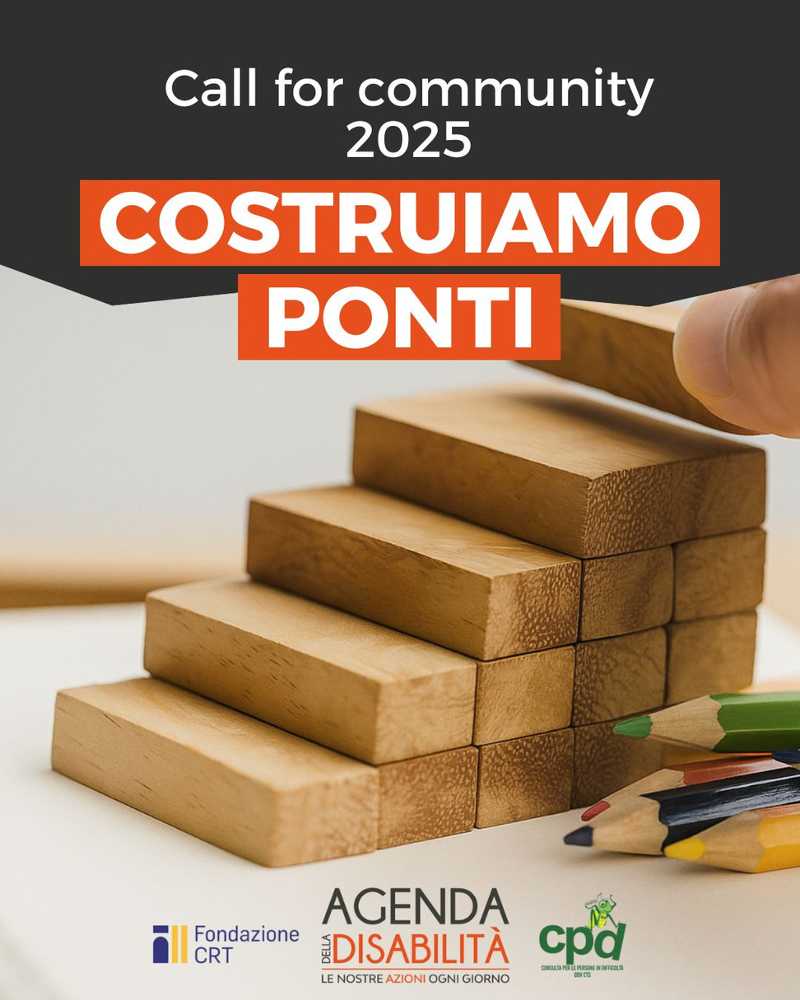 Call for community
2025
COSTRUIAMO
PONTI
Fondazione
CRT
AGENDA
DELLA
DISABILITÀ
LE NOSTRE AZIONI OGNI GIORNO
cpd
CONSULTA PER LE PERSONE IN DIFFICOLTÀ
ODV ETS